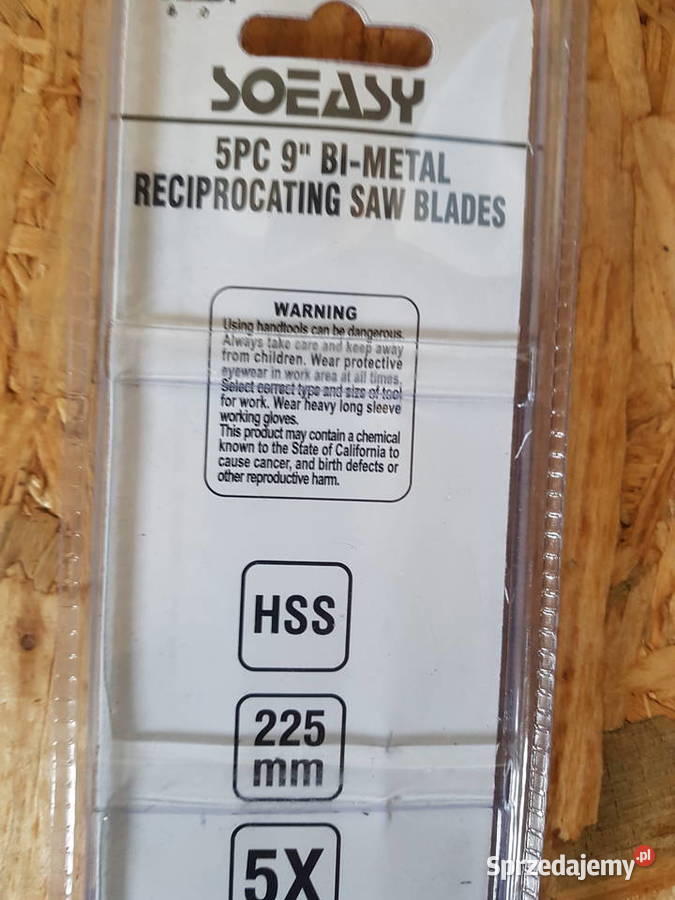 SOEASY
5PC 9" BI-METAL
RECIPROCATING SAW BLADES
WARNING
Using handtools can be dangerous.
Always take care and keep away
from children. Wear protective
eyewear in work area at all times.
Select correct type and size of tool
for work. Wear heavy long sleeve
working gloves.
This product may contain a chemical
known to the State of California to
cause cancer, and birth defects or
other reproductive harm.
HSS
225
mm
5X
Sprzedajemy.pl